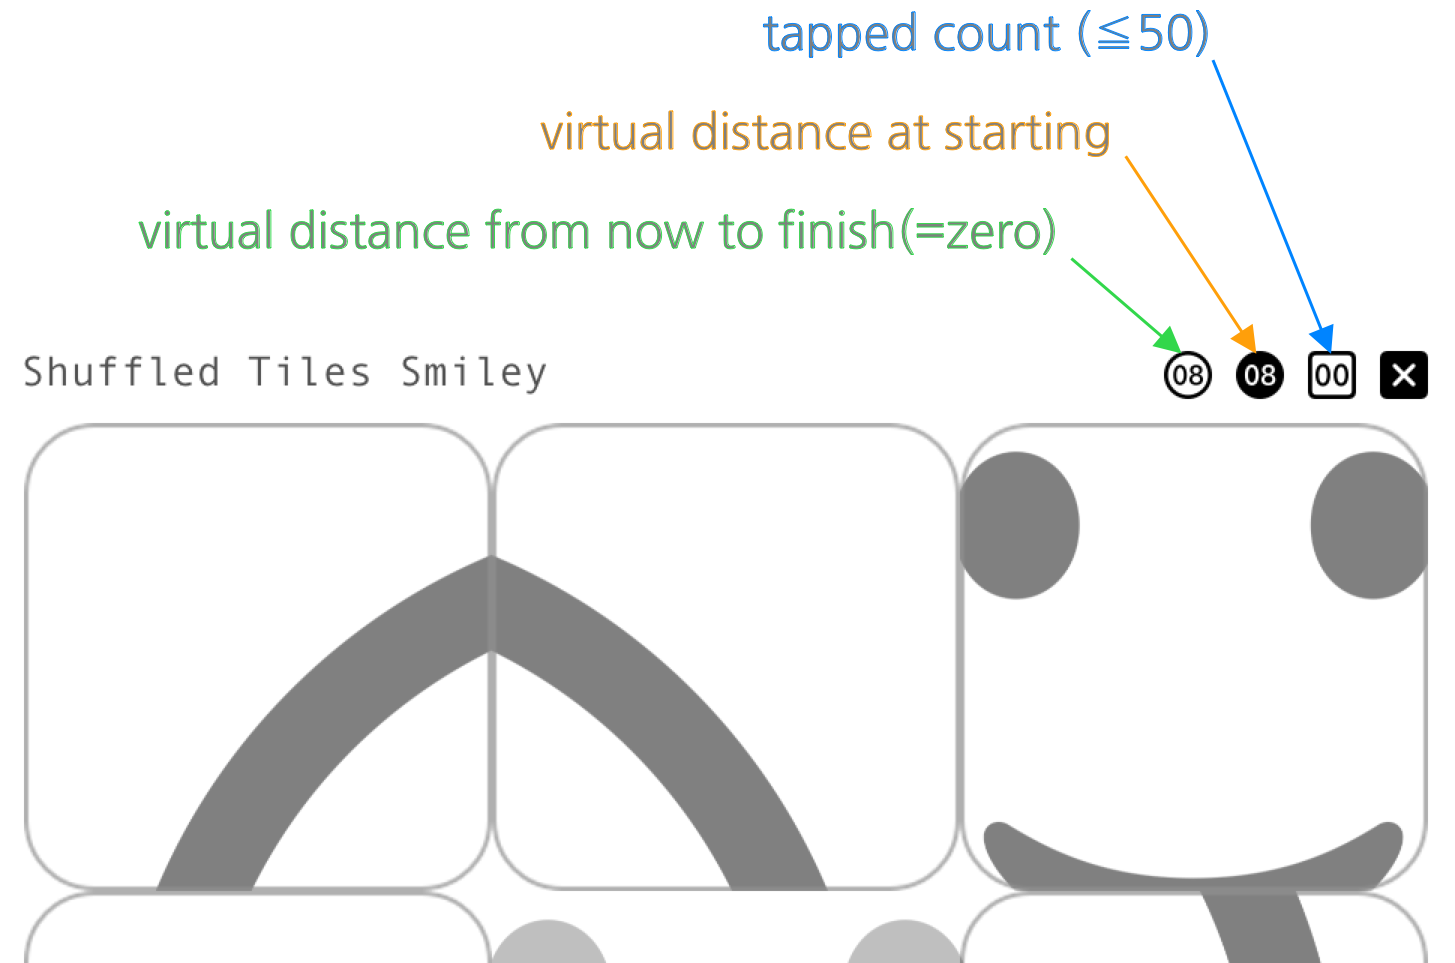 tapped count (≦50)
virtual distance at starting
virtual distance from now to finish(=zero)
Shuffled Tiles Smiley 08 08 00 ×